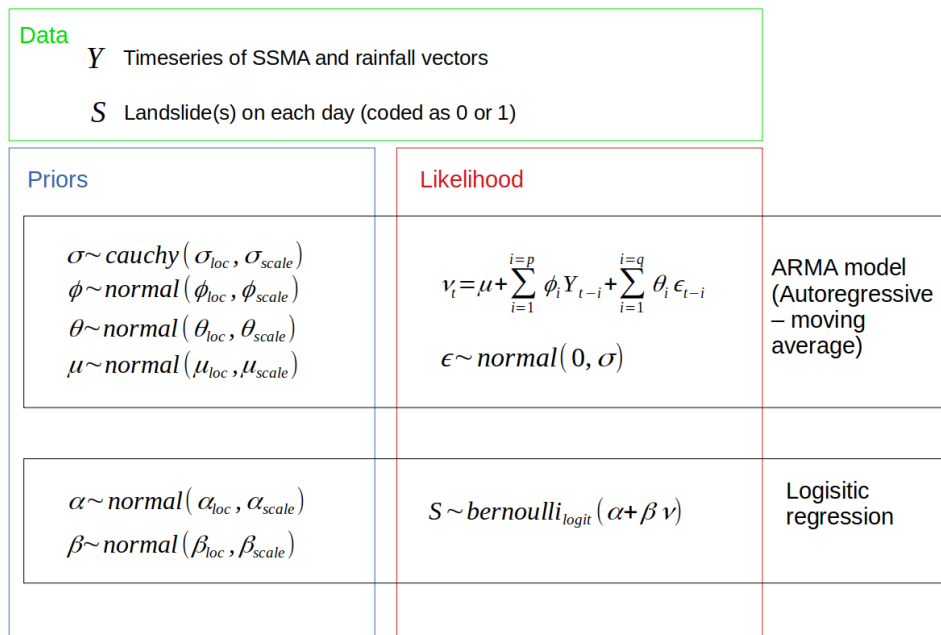 Data
Y Timeseries of SSMA and rainfall vectors
S Landslide(s) on each day (coded as 0 or 1)
Priors
Likelihood
σ~cauchy(σ_loc, σ_scale)
ϕ~normal(ϕ_loc, ϕ_scale)
θ~normal(θ_loc, θ_scale)
μ~normal(μ_loc, μ_scale)
ν_t=μ+∑_{i=1}^{i=p} ϕ_i Y_{t−i}+∑_{i=1}^{i=q} θ_i ϵ_{t−i}
ϵ~normal(0, σ)
ARMA model
(Autoregressive
– moving
average)
α~normal(α_loc, α_scale)
β~normal(β_loc, β_scale)
S~bernoulli_logit(α+β ν)
Logisitic
regression